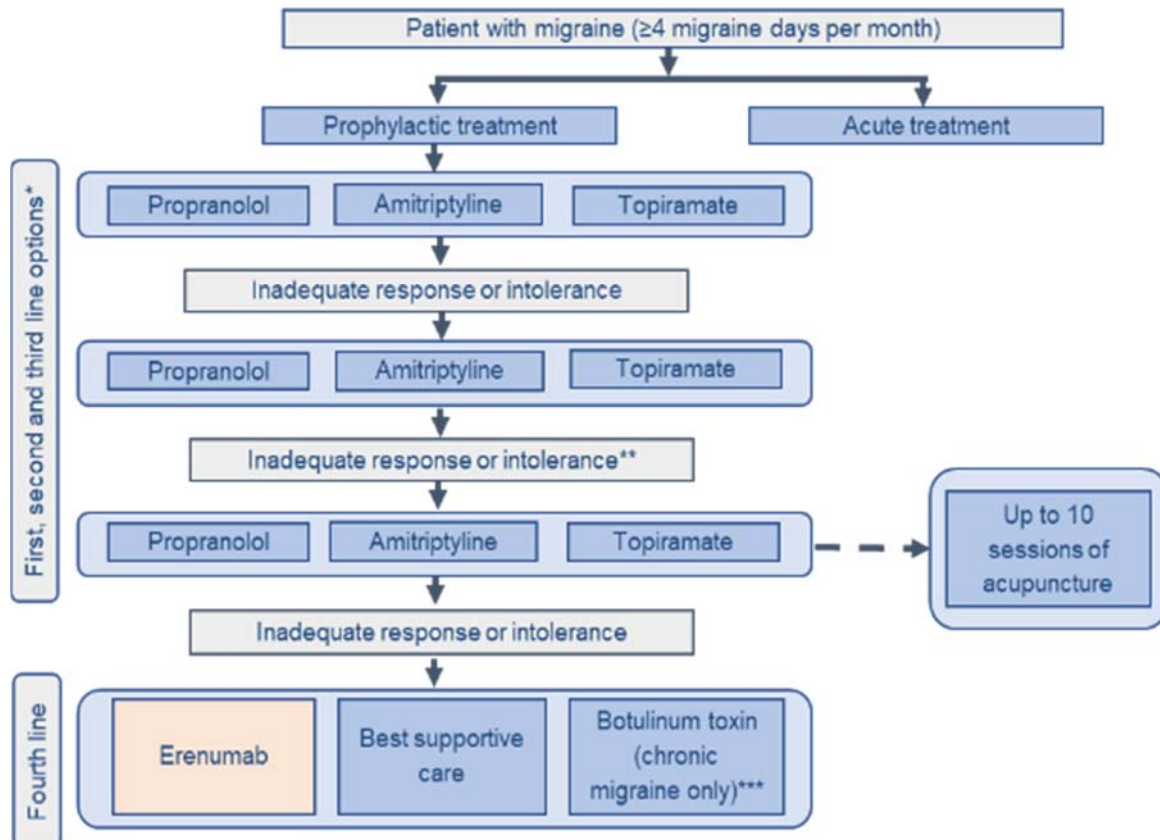 Patient with migraine (≥4 migraine days per month)
Prophylactic treatment
Acute treatment
First, second and third line options*
Propranolol
Amitriptyline
Topiramate
Inadequate response or intolerance
Propranolol
Amitriptyline
Topiramate
Inadequate response or intolerance**
Propranolol
Amitriptyline
Topiramate
Up to 10
sessions of
acupuncture
Inadequate response or intolerance
Fourth line
Erenumab
Best supportive
care
Botulinum toxin
(chronic
migraine only)***